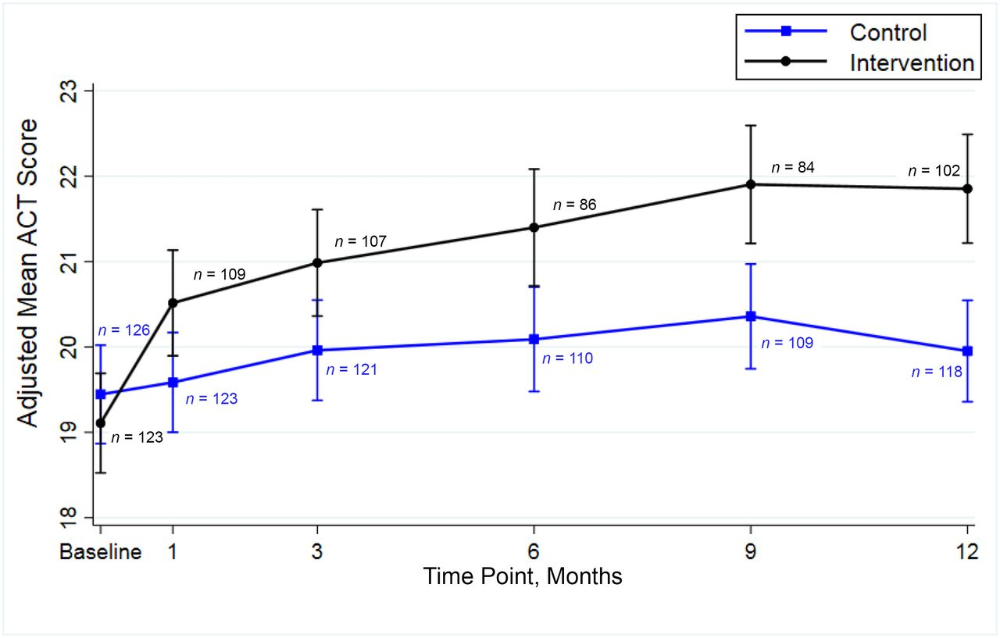 Control
Intervention
Adjusted Mean ACT Score
23
22
21
20
19
18
n = 84
n = 102
n = 86
n = 107
n = 109
n = 126
n = 109
n = 110
n = 121
n = 118
n = 123
n = 123
Baseline 1 3 6 9 12
Time Point, Months